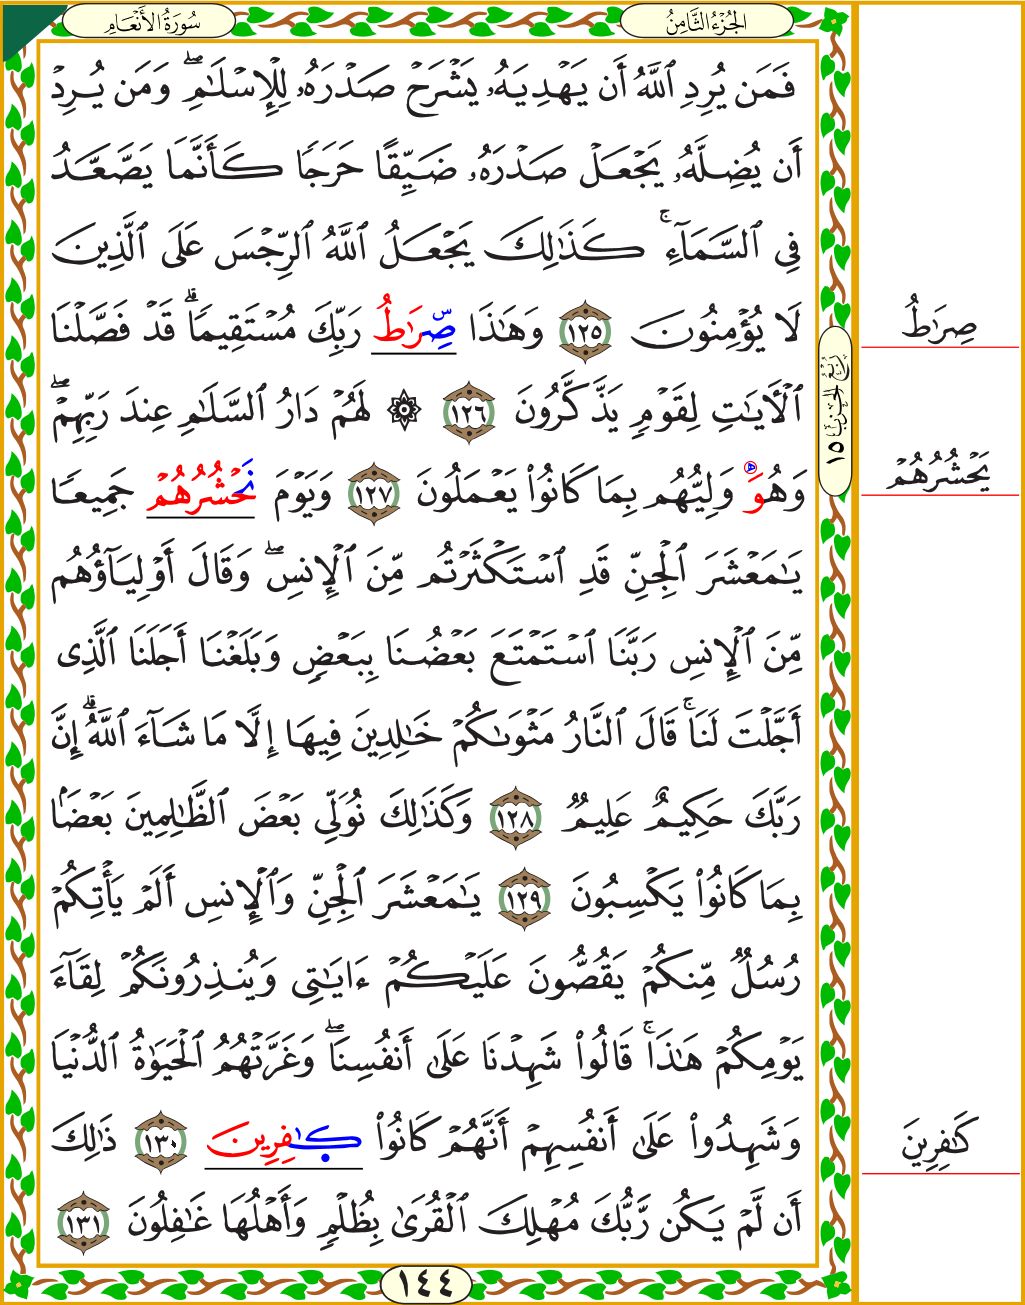 سُورَةُ الأَنْعَامِ
الجُزْءُ الثَّامِنُ
فَمَن يُرِدِ ٱللَّهُ أَن يَهْدِيَهُۥ يَشْرَحْ صَدْرَهُۥ لِلْإِسْلَٰمِ ۖ وَمَن يُرِدْ
أَن يُضِلَّهُۥ يَجْعَلْ صَدْرَهُۥ ضَيِّقًا حَرَجًا كَأَنَّمَا يَصَّعَّدُ
فِى ٱلسَّمَآءِ ۚ كَذَٰلِكَ يَجْعَلُ ٱللَّهُ ٱلرِّجْسَ عَلَى ٱلَّذِينَ
لَا يُؤْمِنُونَ ١٢٥ وَهَٰذَا صِّرَٰطُ رَبِّكَ مُسْتَقِيمًا ۗ قَدْ فَصَّلْنَا
صِرَٰطُ
ٱلْءَايَٰتِ لِقَوْمٍ يَذَّكَّرُونَ ١٢٦ ۞ لَهُمْ دَارُ ٱلسَّلَٰمِ عِندَ رَبِّهِمْ ۖ
رُبْعُ الحِزْبِ ١٥
وَهُوَ وَلِيُّهُم بِمَا كَانُوا۟ يَعْمَلُونَ ١٢٧ وَيَوْمَ نَحْشُرُهُمْ جَمِيعًا
يَحْشُرُهُمْ
يَٰمَعْشَرَ ٱلْجِنِّ قَدِ ٱسْتَكْثَرْتُم مِّنَ ٱلْإِنسِ ۖ وَقَالَ أَوْلِيَآؤُهُم
مِّنَ ٱلْإِنسِ رَبَّنَا ٱسْتَمْتَعَ بَعْضُنَا بِبَعْضٍ وَبَلَغْنَا أَجَلَنَا ٱلَّذِى
أَجَّلْتَ لَنَا ۚ قَالَ ٱلنَّارُ مَثْوَىٰكُمْ خَٰلِدِينَ فِيهَا إِلَّا مَا شَآءَ ٱللَّهُ ۗ إِنَّ
رَبَّكَ حَكِيمٌ عَلِيمٌ ١٢٨ وَكَذَٰلِكَ نُوَلِّى بَعْضَ ٱلظَّٰلِمِينَ بَعْضًۢا
بِمَا كَانُوا۟ يَكْسِبُونَ ١٢٩ يَٰمَعْشَرَ ٱلْجِنِّ وَٱلْإِنسِ أَلَمْ يَأْتِكُمْ
رُسُلٌ مِّنكُمْ يَقُصُّونَ عَلَيْكُمْ ءَايَٰتِى وَيُنذِرُونَكُمْ لِقَآءَ
يَوْمِكُمْ هَٰذَا ۚ قَالُوا۟ شَهِدْنَا عَلَىٰ أَنفُسِنَا ۖ وَغَرَّتْهُمُ ٱلْحَيَوٰةُ ٱلدُّنْيَا
وَشَهِدُوا۟ عَلَىٰ أَنفُسِهِمْ أَنَّهُمْ كَانُوا۟ كَٰفِرِينَ ١٣٠ ذَٰلِكَ
كَٰفِرِينَ
أَن لَّمْ يَكُن رَّبُّكَ مُهْلِكَ ٱلْقُرَىٰ بِظُلْمٍ وَأَهْلُهَا غَٰفِلُونَ ١٣١
١٤٤